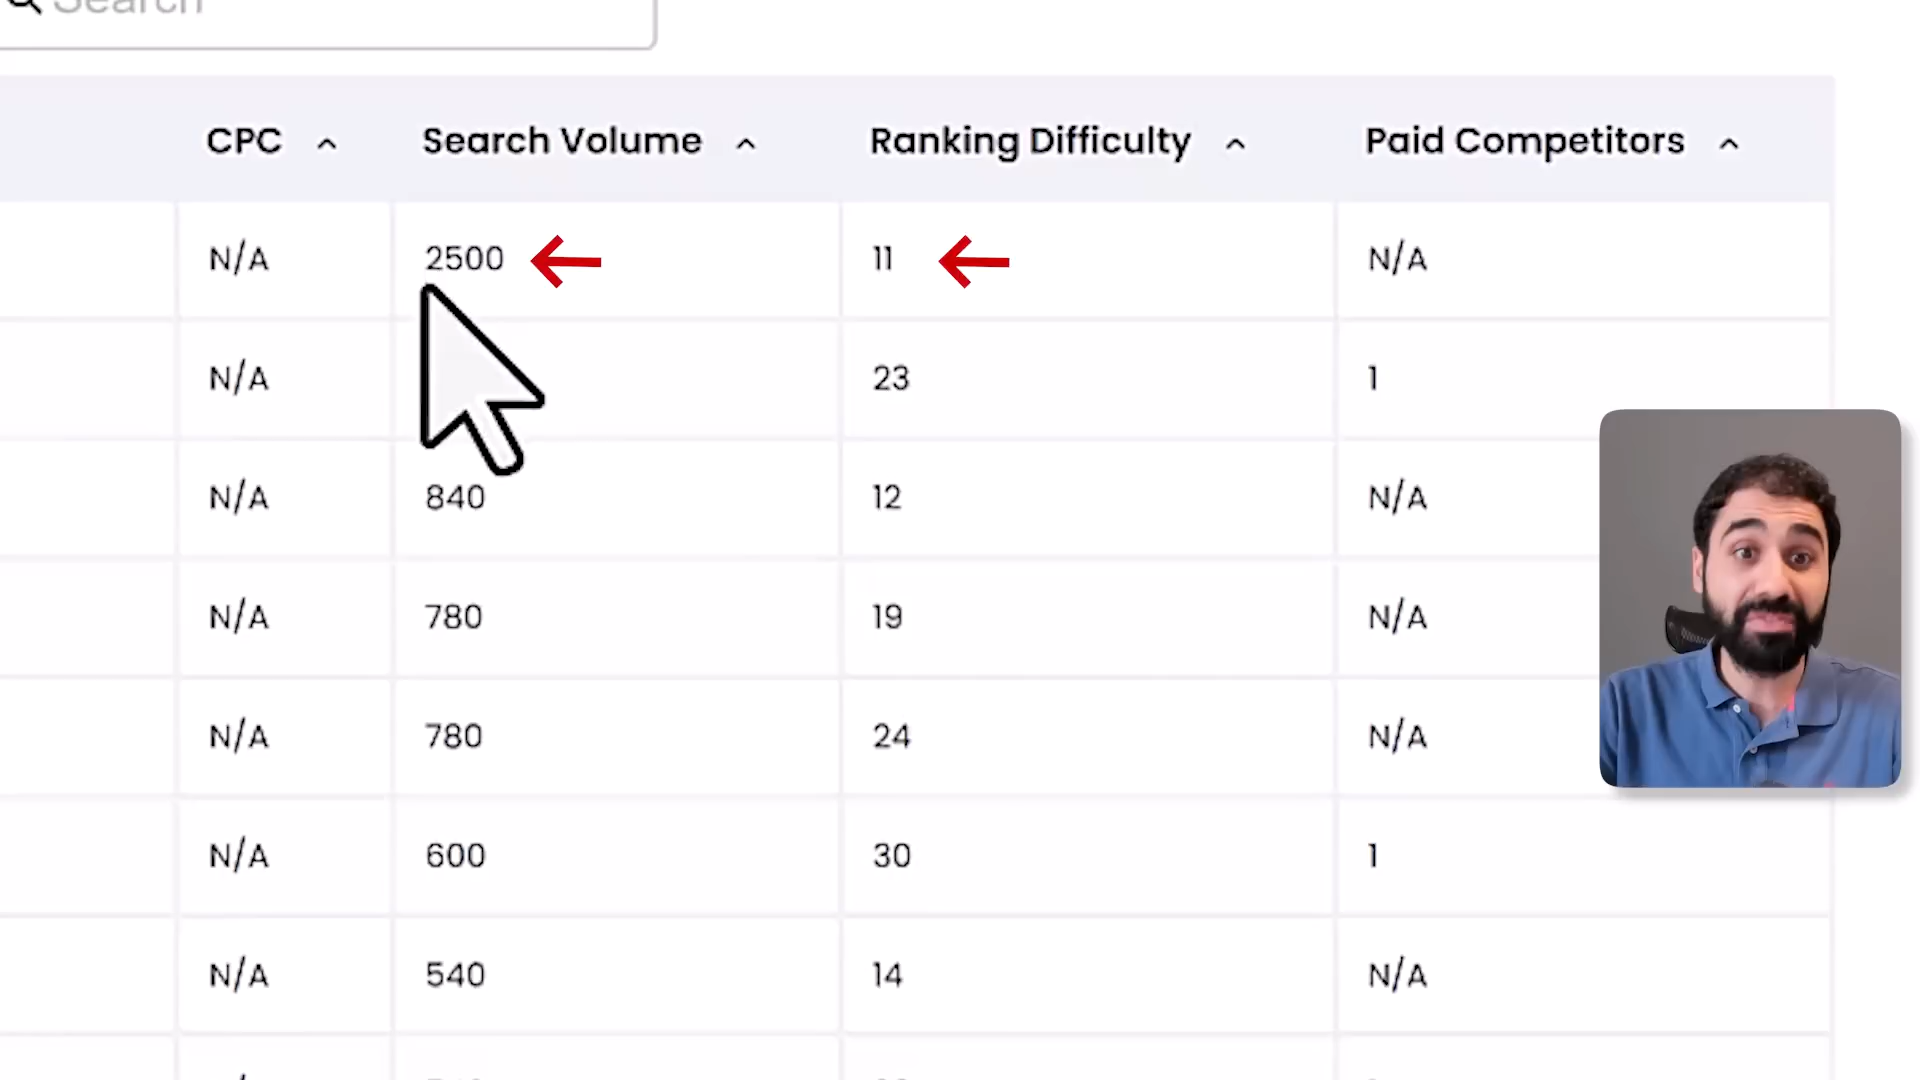 Search
CPC Search Volume Ranking Difficulty Paid Competitors
N/A 2500 11 N/A
N/A 23 1
N/A 840 12 N/A
N/A 780 19 N/A
N/A 780 24 N/A
N/A 600 30 1
N/A 540 14 N/A